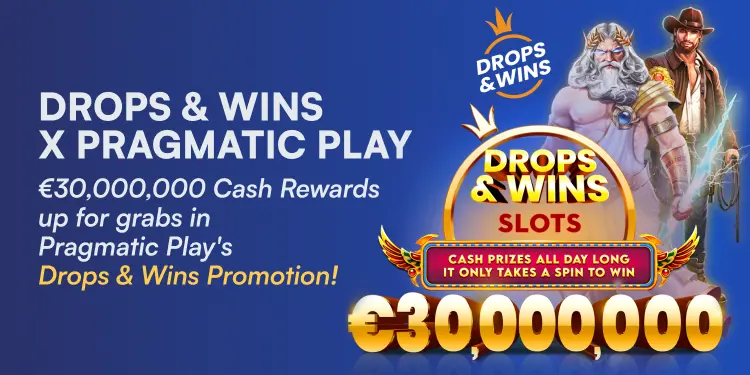 DROPS & WINS
X PRAGMATIC PLAY
€30,000,000 Cash Rewards
up for grabs in
Pragmatic Play's
Drops & Wins Promotion!
DROPS
& WINS
DROPS
& WINS
SLOTS
CASH PRIZES ALL DAY LONG
IT ONLY TAKES A SPIN TO WIN
€30,000,000